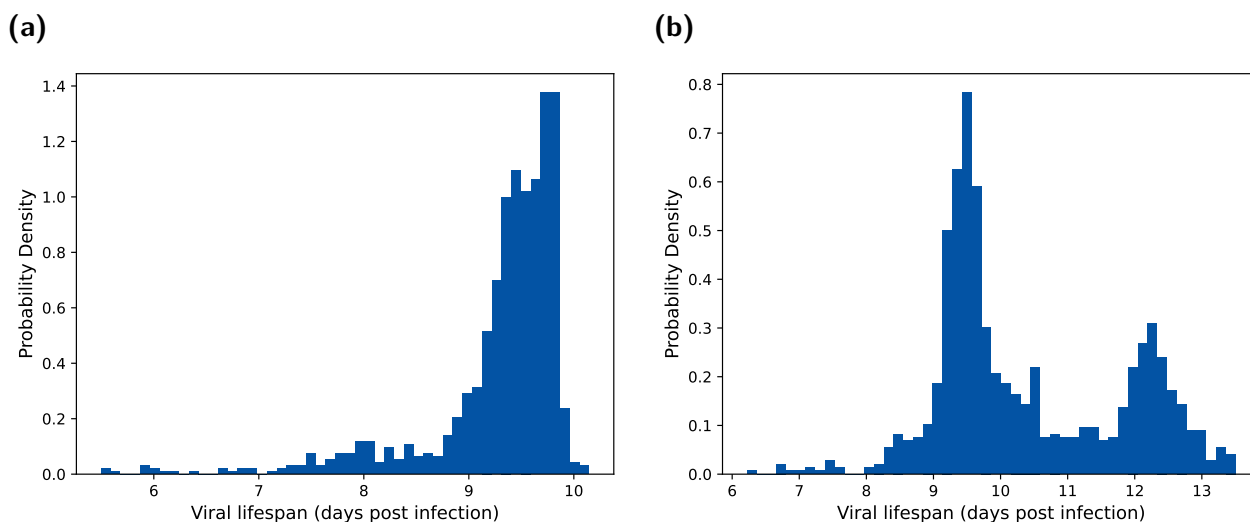 (a)
1.4
1.2
1.0
0.8
0.6
0.4
0.2
0.0
Probability Density
6 7 8 9 10
Viral lifespan (days post infection)
(b)
0.8
0.7
0.6
0.5
0.4
0.3
0.2
0.1
0.0
Probability Density
6 7 8 9 10 11 12 13
Viral lifespan (days post infection)